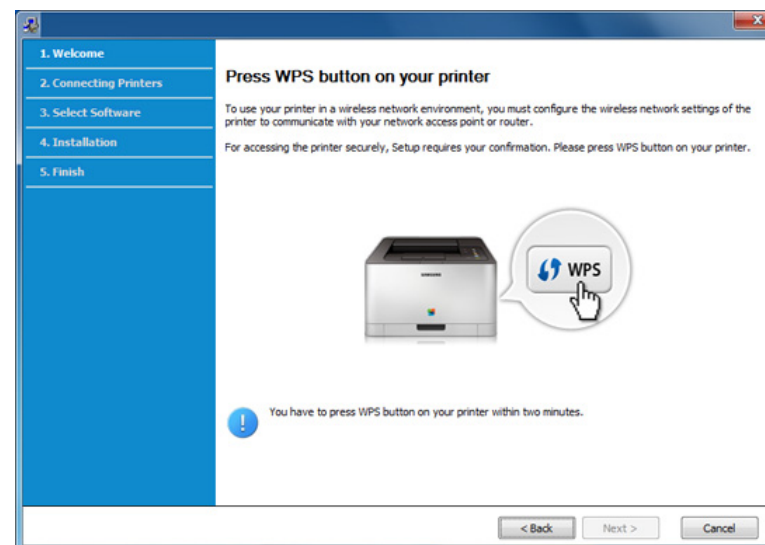 1. Welcome
2. Connecting Printers
3. Select Software
4. Installation
5. Finish
Press WPS button on your printer
To use your printer in a wireless network environment, you must configure the wireless network settings of the
printer to communicate with your network access point or router.
For accessing the printer securely, Setup requires your confirmation. Please press WPS button on your printer.
SAMSUNG
WPS
You have to press WPS button on your printer within two minutes.
< Back
Next >
Cancel